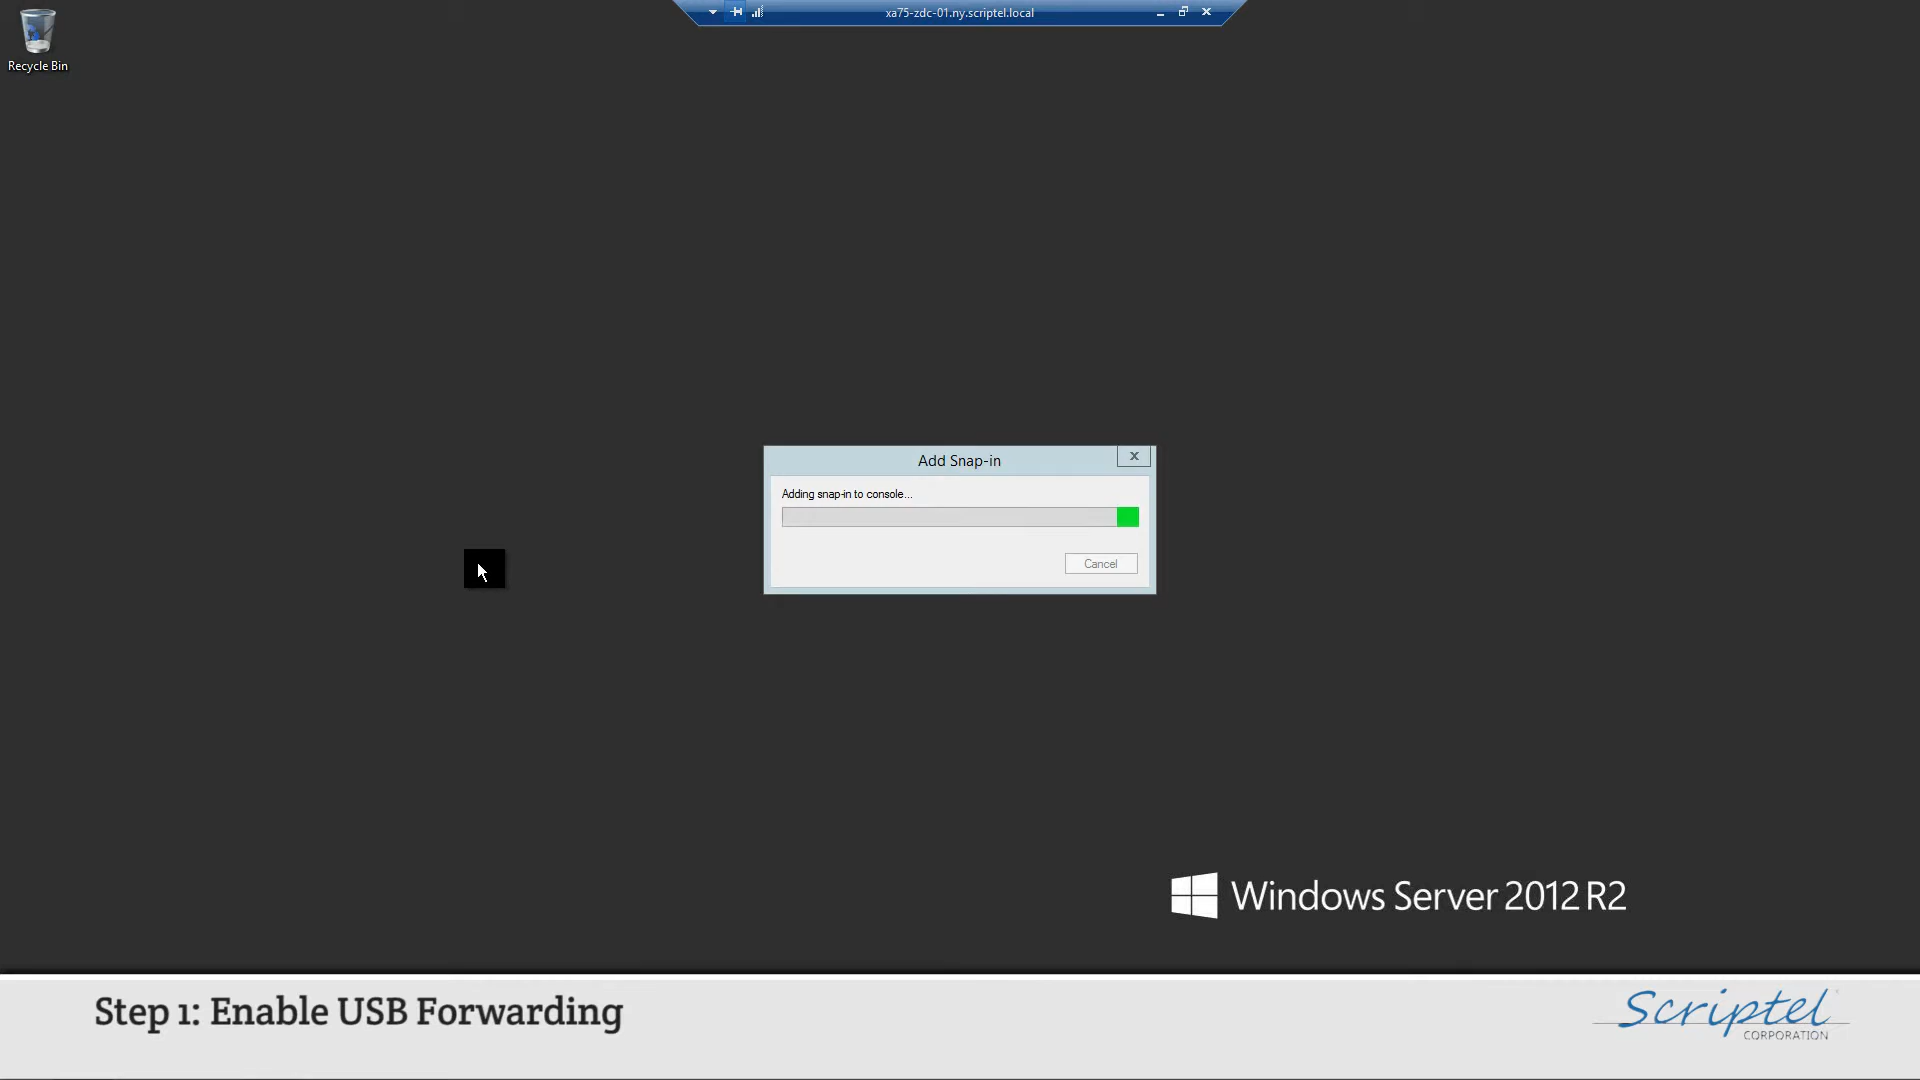 xa75-zdc-01.ny.scriptel.local
Recycle Bin
Add Snap-in
Adding snap-in to console...
Cancel
Windows Server 2012 R2
Step 1: Enable USB Forwarding
Scriptel
CORPORATION